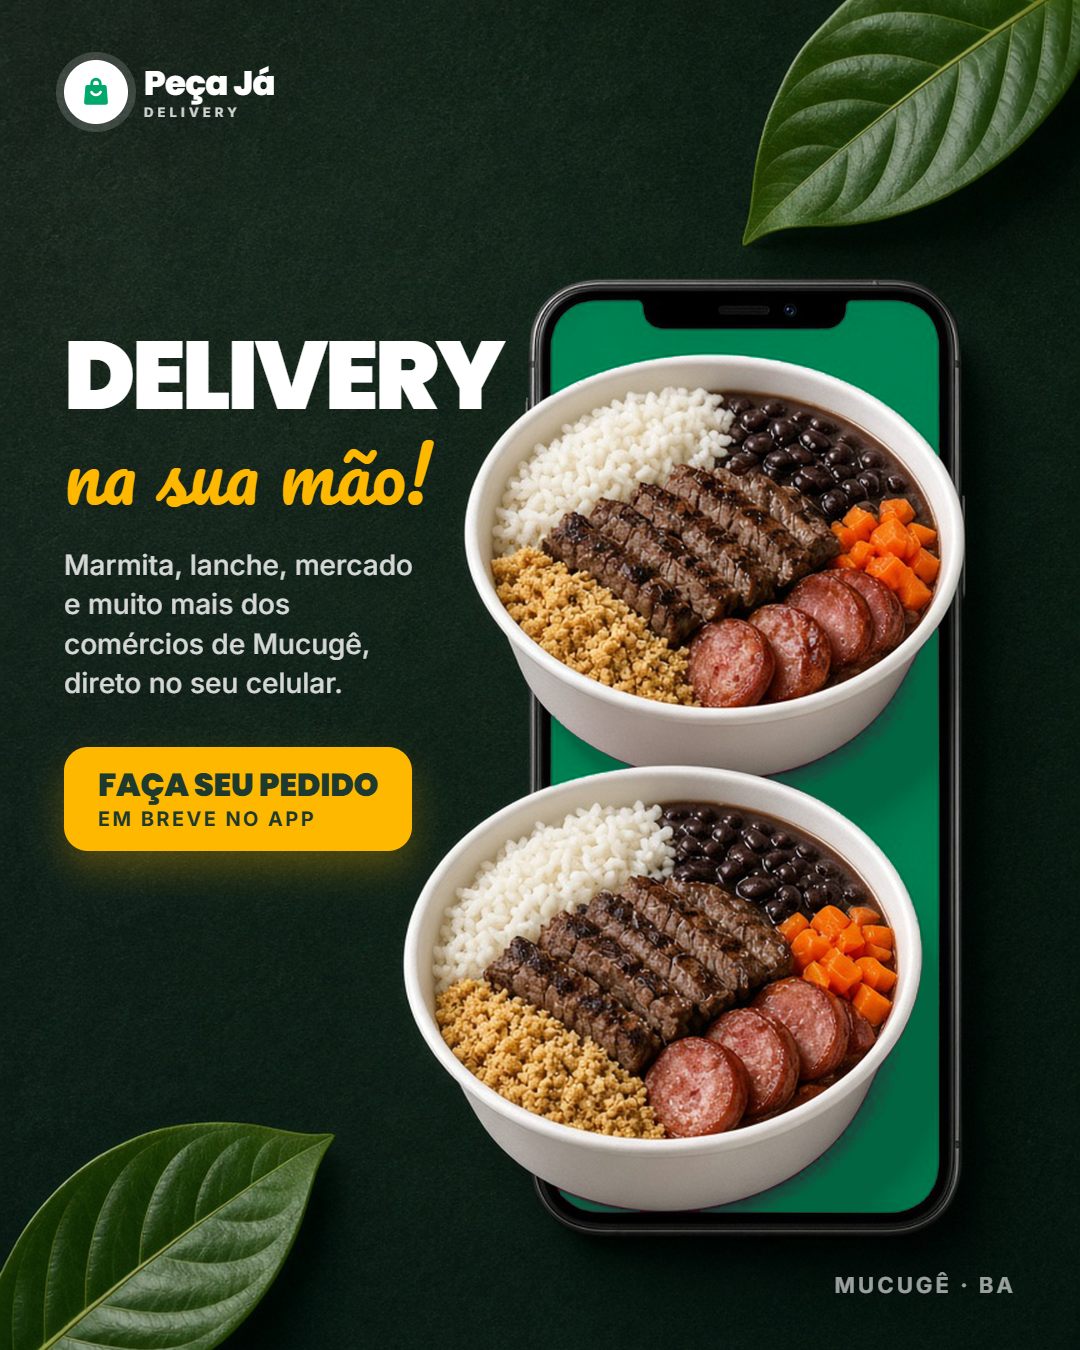 Peça Já
DELIVERY
DELIVERY
na sua mão!
Marmita, lanche, mercado
e muito mais dos
comércios de Mucugê,
direto no seu celular.
FAÇA SEU PEDIDO
EM BREVE NO APP
MUCUGÊ · BA